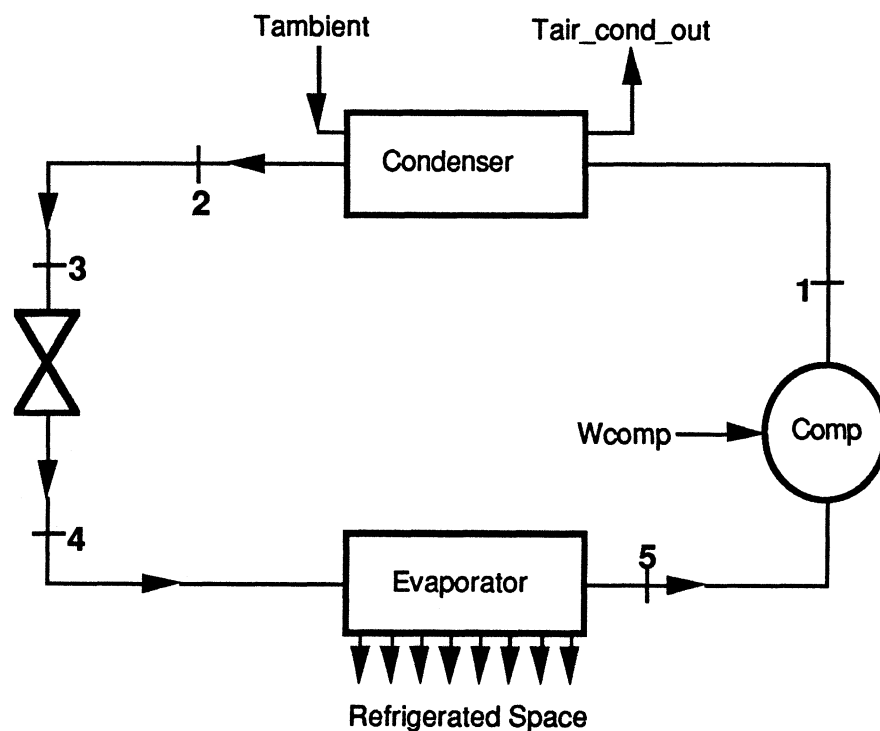 Tambient
Tair_cond_out
Condenser
2
3
1
Wcomp
Comp
4
5
Evaporator
Refrigerated Space